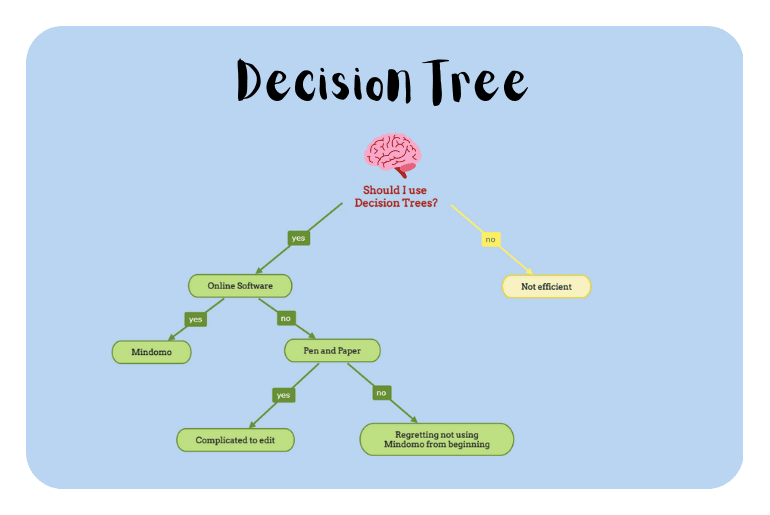 Decision Tree
Should I use
Decision Trees?
yes
no
Online Software
Not efficient
yes
no
Mindomo
Pen and Paper
yes
no
Complicated to edit
Regretting not using
Mindomo from beginning